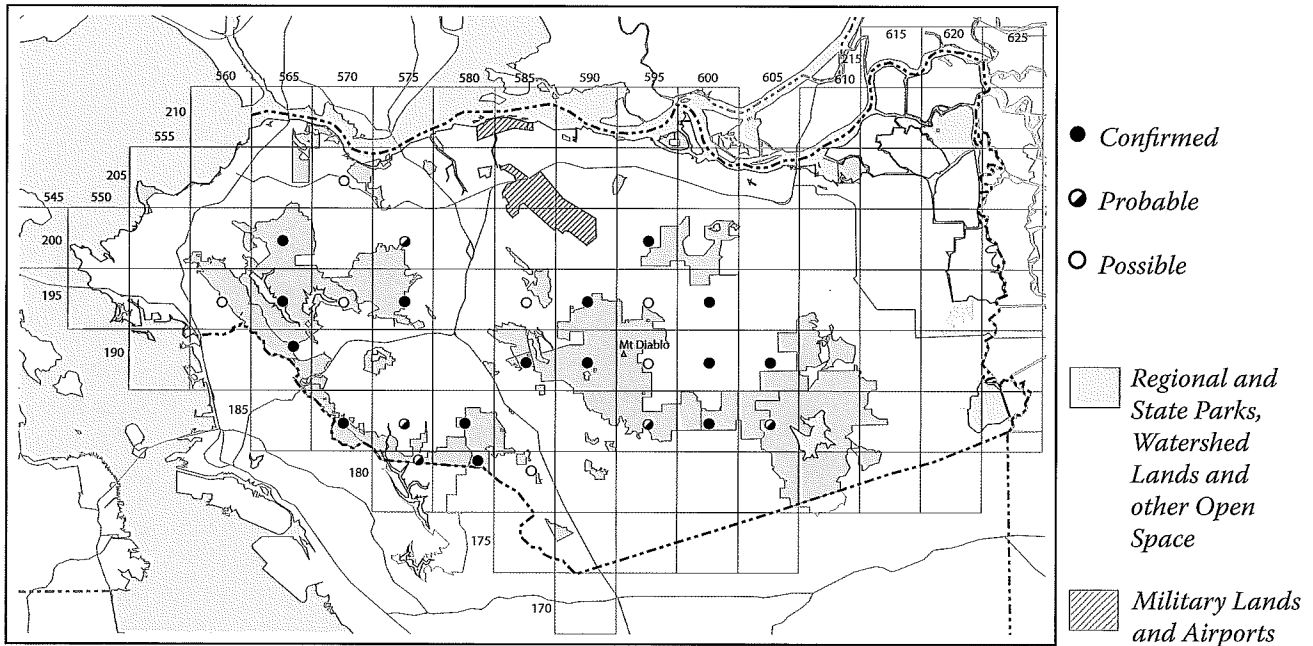 615 620 625
215
560 565 570 575 580 585 590 595 600 605 610
210
555
205
545 550
200
195
190
Mt Diablo
185
180
175
170
Confirmed
Probable
Possible
Regional and
State Parks,
Watershed
Lands and
other Open
Space
Military Lands
and Airports